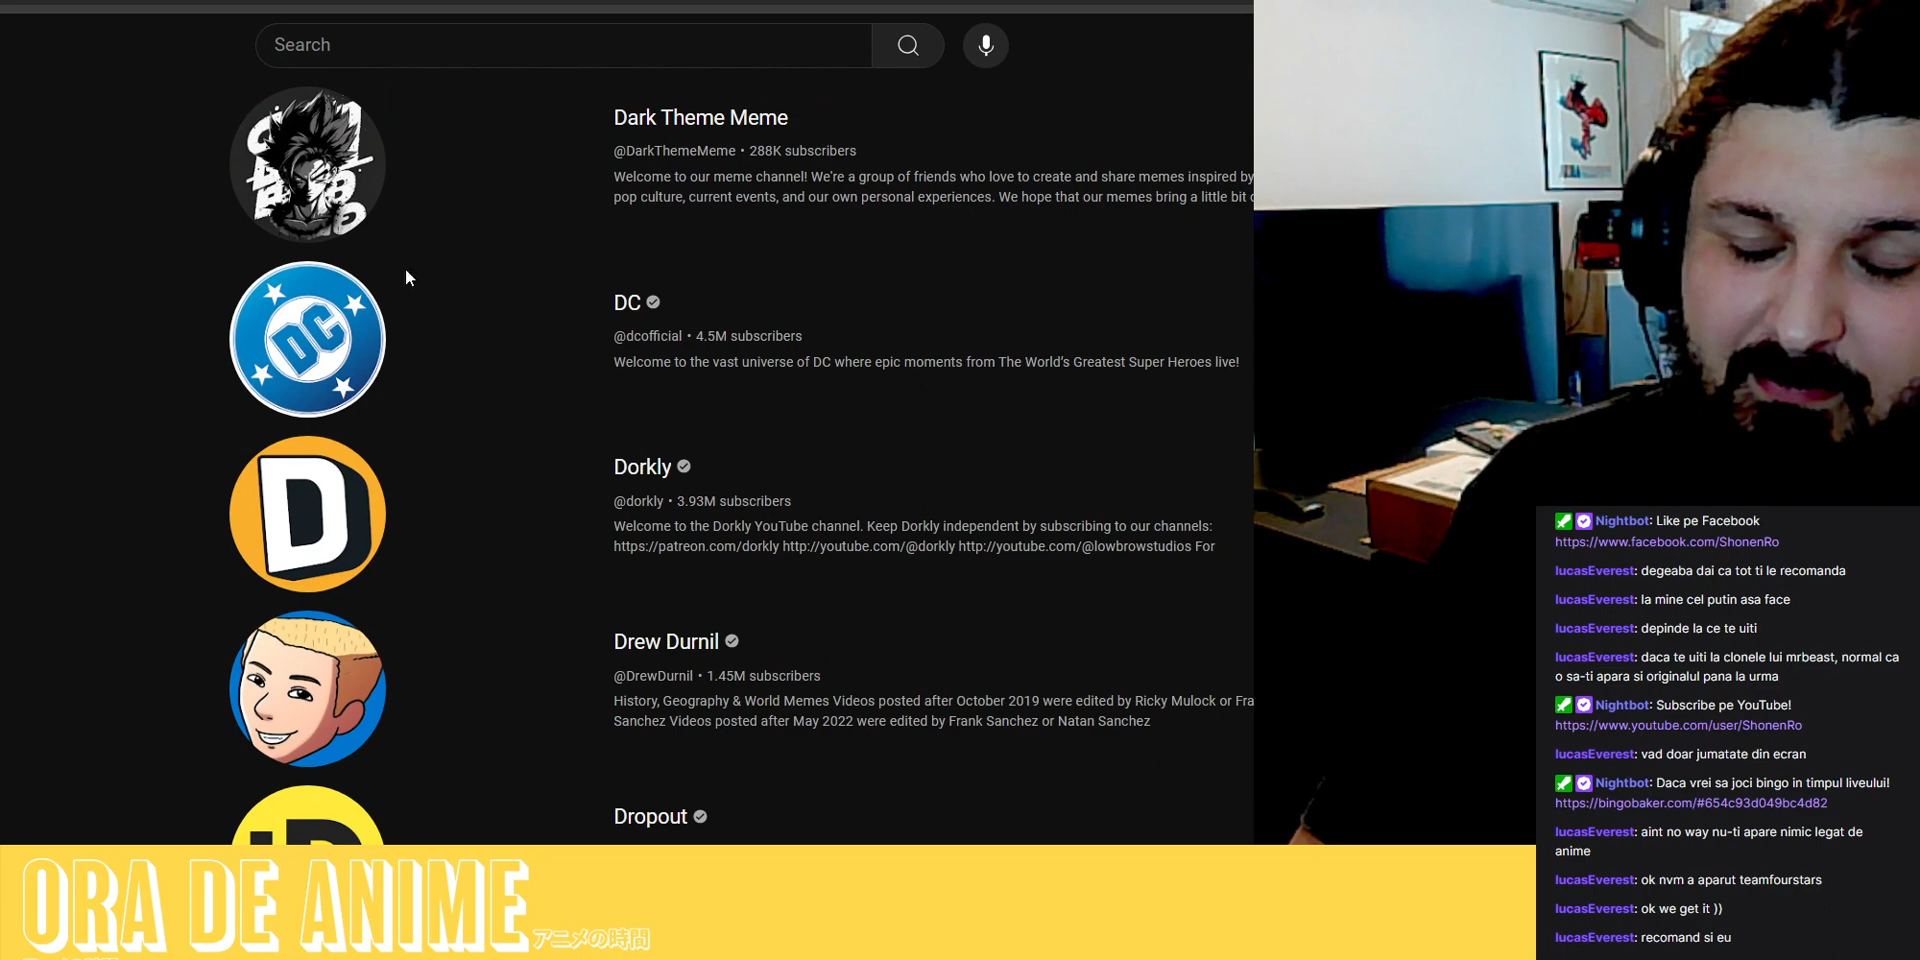 Search
Dark Theme Meme
@DarkThemeMeme • 288K subscribers
Welcome to our meme channel! We're a group of friends who love to create and share memes inspired by
pop culture, current events, and our own personal experiences. We hope that our memes bring a little bit
DC
DC
@dcofficial • 4.5M subscribers
Welcome to the vast universe of DC where epic moments from The World's Greatest Super Heroes live!
D
Dorkly
@dorkly • 3.93M subscribers
Welcome to the Dorkly YouTube channel. Keep Dorkly independent by subscribing to our channels:
https://patreon.com/dorkly http://youtube.com/@dorkly http://youtube.com/@lowbrowstudios For
Drew Durnil
@DrewDurnil • 1.45M subscribers
History, Geography & World Memes Videos posted after October 2019 were edited by Ricky Mulock or Fra
Sanchez Videos posted after May 2022 were edited by Frank Sanchez or Natan Sanchez
Dropout
Nightbot: Like pe Facebook
https://www.facebook.com/ShonenRo
lucasEverest: degeaba dai ca tot ti le recomanda
lucasEverest: la mine cel putin asa face
lucasEverest: depinde la ce te uiti
lucasEverest: daca te uiti la clonele lui mrbeast, normal ca
o sa-ti apara si originalul pana la urma
Nightbot: Subscribe pe YouTube!
https://www.youtube.com/user/ShonenRo
lucasEverest: vad doar jumatate din ecran
Nightbot: Daca vrei sa joci bingo in timpul liveului!
https://bingobaker.com/#654c93d049bc4d82
lucasEverest: aint no way nu-ti apare nimic legat de
anime
lucasEverest: ok nvm a aparut teamfourstars
lucasEverest: ok we get it ))
lucasEverest: recomand si eu
ORA DE ANIME
アニメの時間